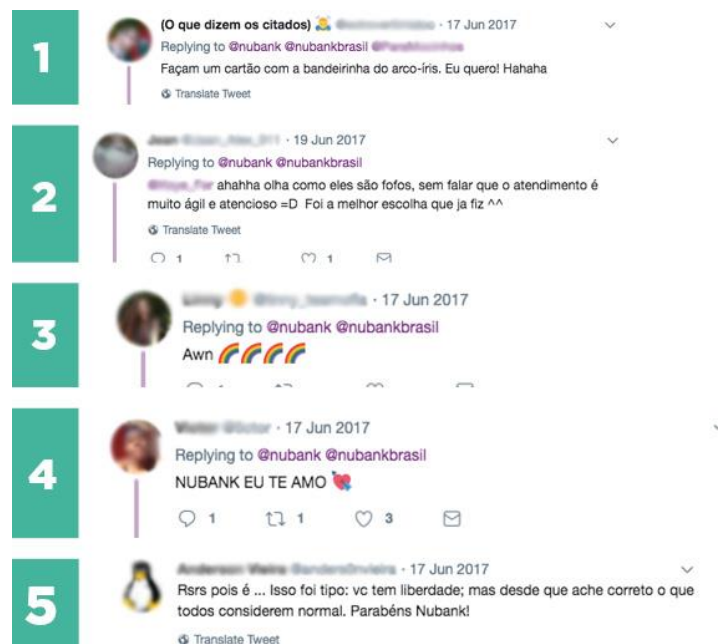 1
(O que dizem os citados) · 17 Jun 2017
Replying to @nubank @nubankbrasil
Façam um cartão com a bandeirinha do arco-íris. Eu quero! Hahaha
Translate Tweet
2
· 19 Jun 2017
Replying to @nubank @nubankbrasil
ahahha olha como eles são fofos, sem falar que o atendimento é
muito ágil e atencioso =D Foi a melhor escolha que ja fiz ^^
Translate Tweet
1 1
3
· 17 Jun 2017
Replying to @nubank @nubankbrasil
Awn 🌈🌈🌈🌈
4
· 17 Jun 2017
Replying to @nubank @nubankbrasil
NUBANK EU TE AMO 💘
1 1 3
5
· 17 Jun 2017
Rsrs pois é ... Isso foi tipo: vc tem liberdade; mas desde que ache correto o que
todos considerem normal. Parabéns Nubank!
Translate Tweet